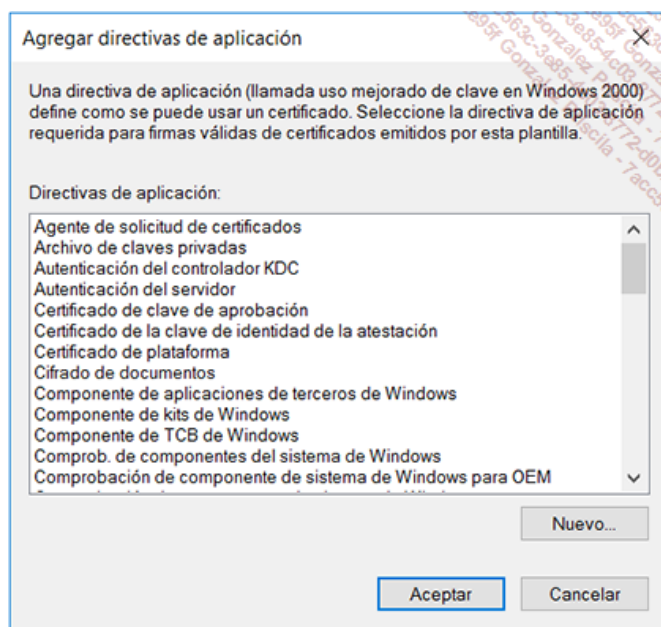 Agregar directivas de aplicación
Una directiva de aplicación (llamada uso mejorado de clave en Windows 2000)
define como se puede usar un certificado. Seleccione la directiva de aplicación
requerida para firmas válidas de certificados emitidos por esta plantilla.
Directivas de aplicación:
Agente de solicitud de certificados
Archivo de claves privadas
Autenticación del controlador KDC
Autenticación del servidor
Certificado de clave de aprobación
Certificado de la clave de identidad de la atestación
Certificado de plataforma
Cifrado de documentos
Componente de aplicaciones de terceros de Windows
Componente de kits de Windows
Componente de TCB de Windows
Comprob. de componentes del sistema de Windows
Comprobación de componente de sistema de Windows para OEM
Nuevo...
Aceptar
Cancelar